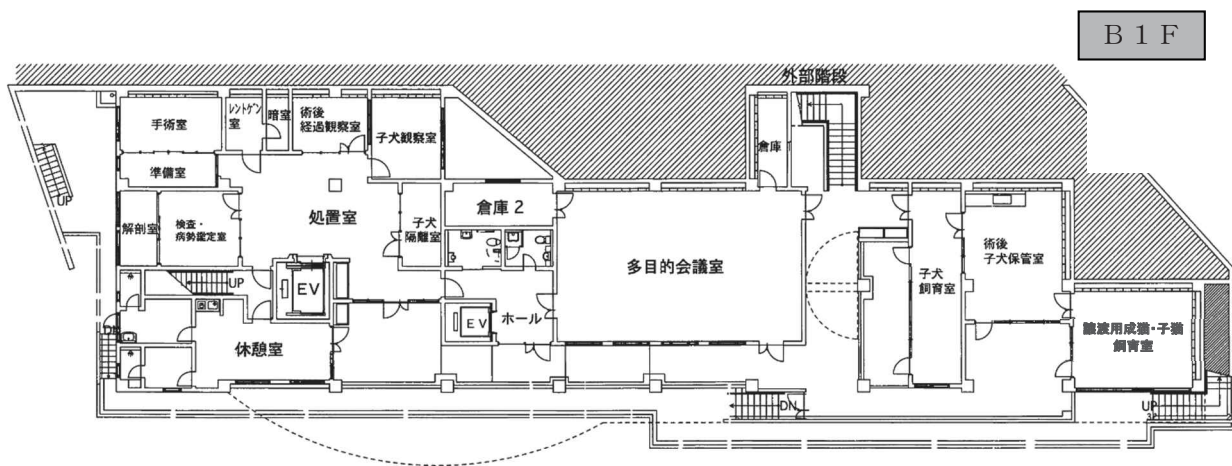 B１F
外部階段
手術室
レントゲン
室
暗室
術後
経過観察室
子犬観察室
倉庫 1
準備室
UP
解剖室
検査・
病勢鑑定室
処置室
子犬
隔離室
倉庫 2
多目的会議室
子犬
飼育室
術後
子犬保管室
UP
EV
EV
ホール
DN
休憩室
譲渡用成猫・子猫
飼育室
DN
UP